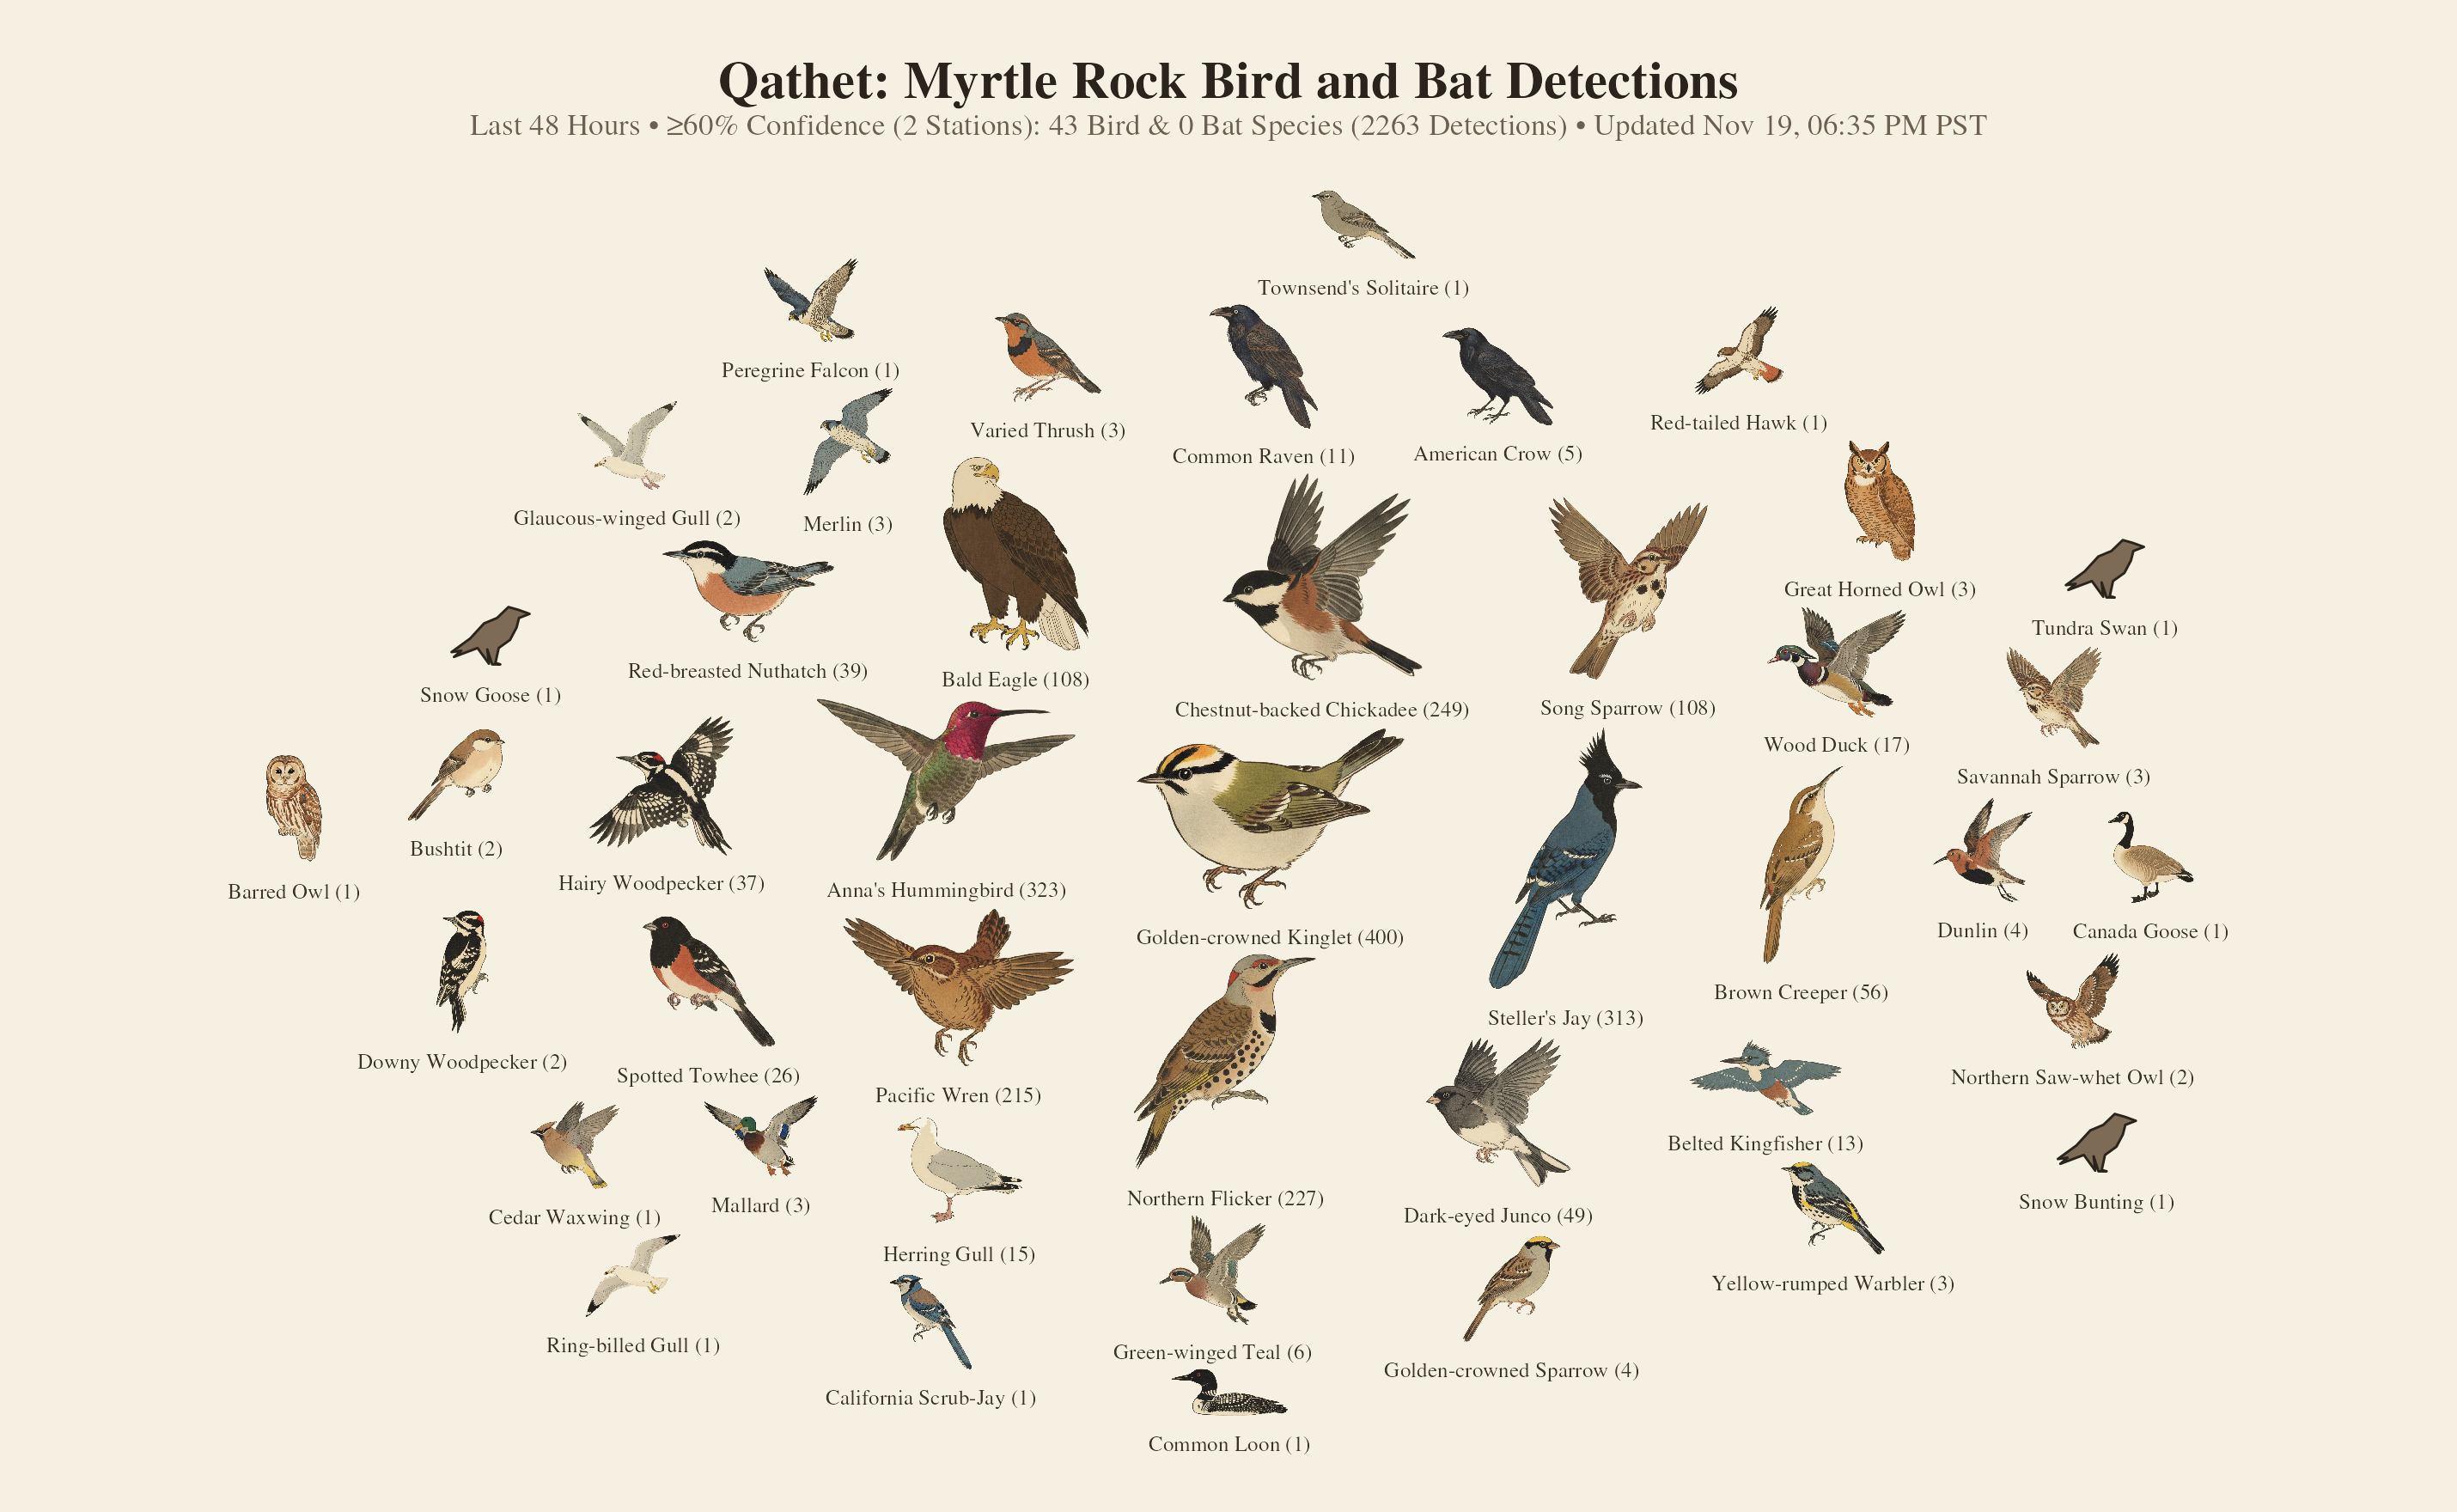 Qathet: Myrtle Rock Bird and Bat Detections
Last 48 Hours • ≥60% Confidence (2 Stations): 43 Bird & 0 Bat Species (2263 Detections) • Updated Nov 19, 06:35 PM PST
Townsend's Solitaire (1)
Peregrine Falcon (1)
Varied Thrush (3)
Common Raven (11)
American Crow (5)
Red-tailed Hawk (1)
Glaucous-winged Gull (2)
Merlin (3)
Great Horned Owl (3)
Tundra Swan (1)
Snow Goose (1)
Red-breasted Nuthatch (39)
Bald Eagle (108)
Chestnut-backed Chickadee (249)
Song Sparrow (108)
Wood Duck (17)
Savannah Sparrow (3)
Barred Owl (1)
Bushtit (2)
Hairy Woodpecker (37)
Anna's Hummingbird (323)
Golden-crowned Kinglet (400)
Steller's Jay (313)
Brown Creeper (56)
Dunlin (4)
Canada Goose (1)
Downy Woodpecker (2)
Spotted Towhee (26)
Pacific Wren (215)
Northern Flicker (227)
Dark-eyed Junco (49)
Belted Kingfisher (13)
Northern Saw-whet Owl (2)
Cedar Waxwing (1)
Mallard (3)
Herring Gull (15)
Snow Bunting (1)
Yellow-rumped Warbler (3)
Ring-billed Gull (1)
California Scrub-Jay (1)
Green-winged Teal (6)
Golden-crowned Sparrow (4)
Common Loon (1)